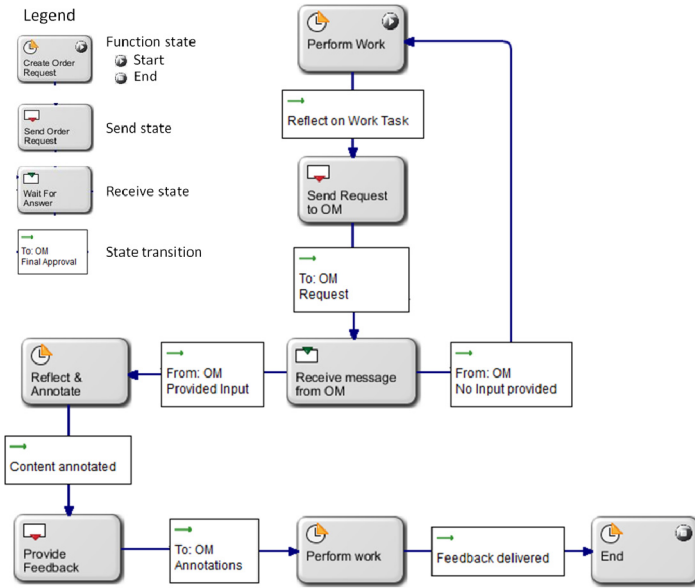 Legend
Create Order
Request
Function state
Start
End
Send Order
Request
Send state
Wait For
Answer
Receive state
To: OM
Final Approval
State transition
Perform Work
Reflect on Work Task
Send Request
to OM
To: OM
Request
Receive message
from OM
From: OM
No Input provided
From: OM
Provided Input
Reflect &
Annotate
Content annotated
Provide
Feedback
To: OM
Annotations
Perform work
Feedback delivered
End